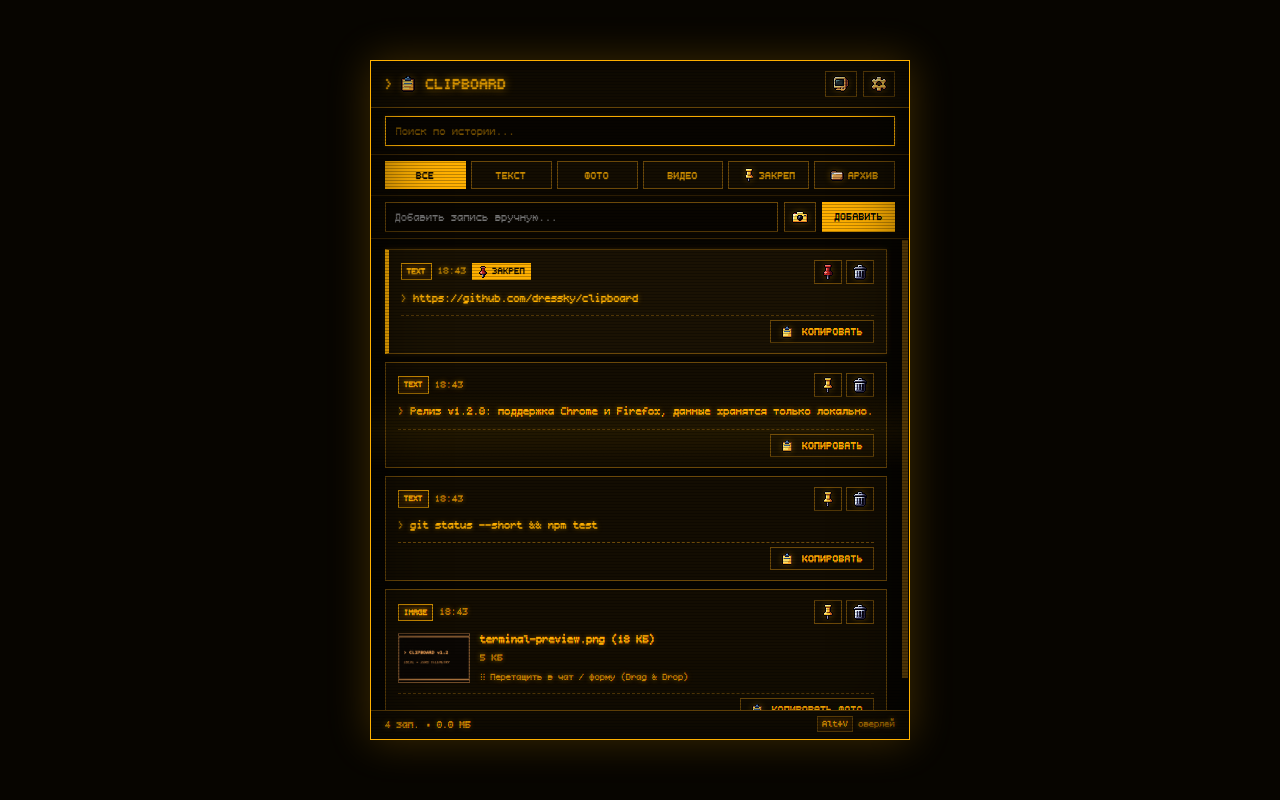 › CLIPBOARD
Поиск по истории...
ВСЕ ТЕКСТ ФОТО ВИДЕО ЗАКРЕП АРХИВ
Добавить запись вручную... ДОБАВИТЬ
TEXT 18:43 ЗАКРЕП
› https://github.com/dressky/clipboard
КОПИРОВАТЬ
TEXT 18:43
› Релиз v1.2.0: поддержка Chrome и Firefox, данные хранятся только локально.
КОПИРОВАТЬ
TEXT 18:43
› git status --short && npm test
КОПИРОВАТЬ
IMAGE 18:43
> CLIPBOARD v1.2
terminal-preview.png (18 КБ)
5 КБ
⠿ Перетащить в чат / форму (Drag & Drop)
КОПИРОВАТЬ ФОТО
4 зап. • 0.0 МБ Alt+V оверлей